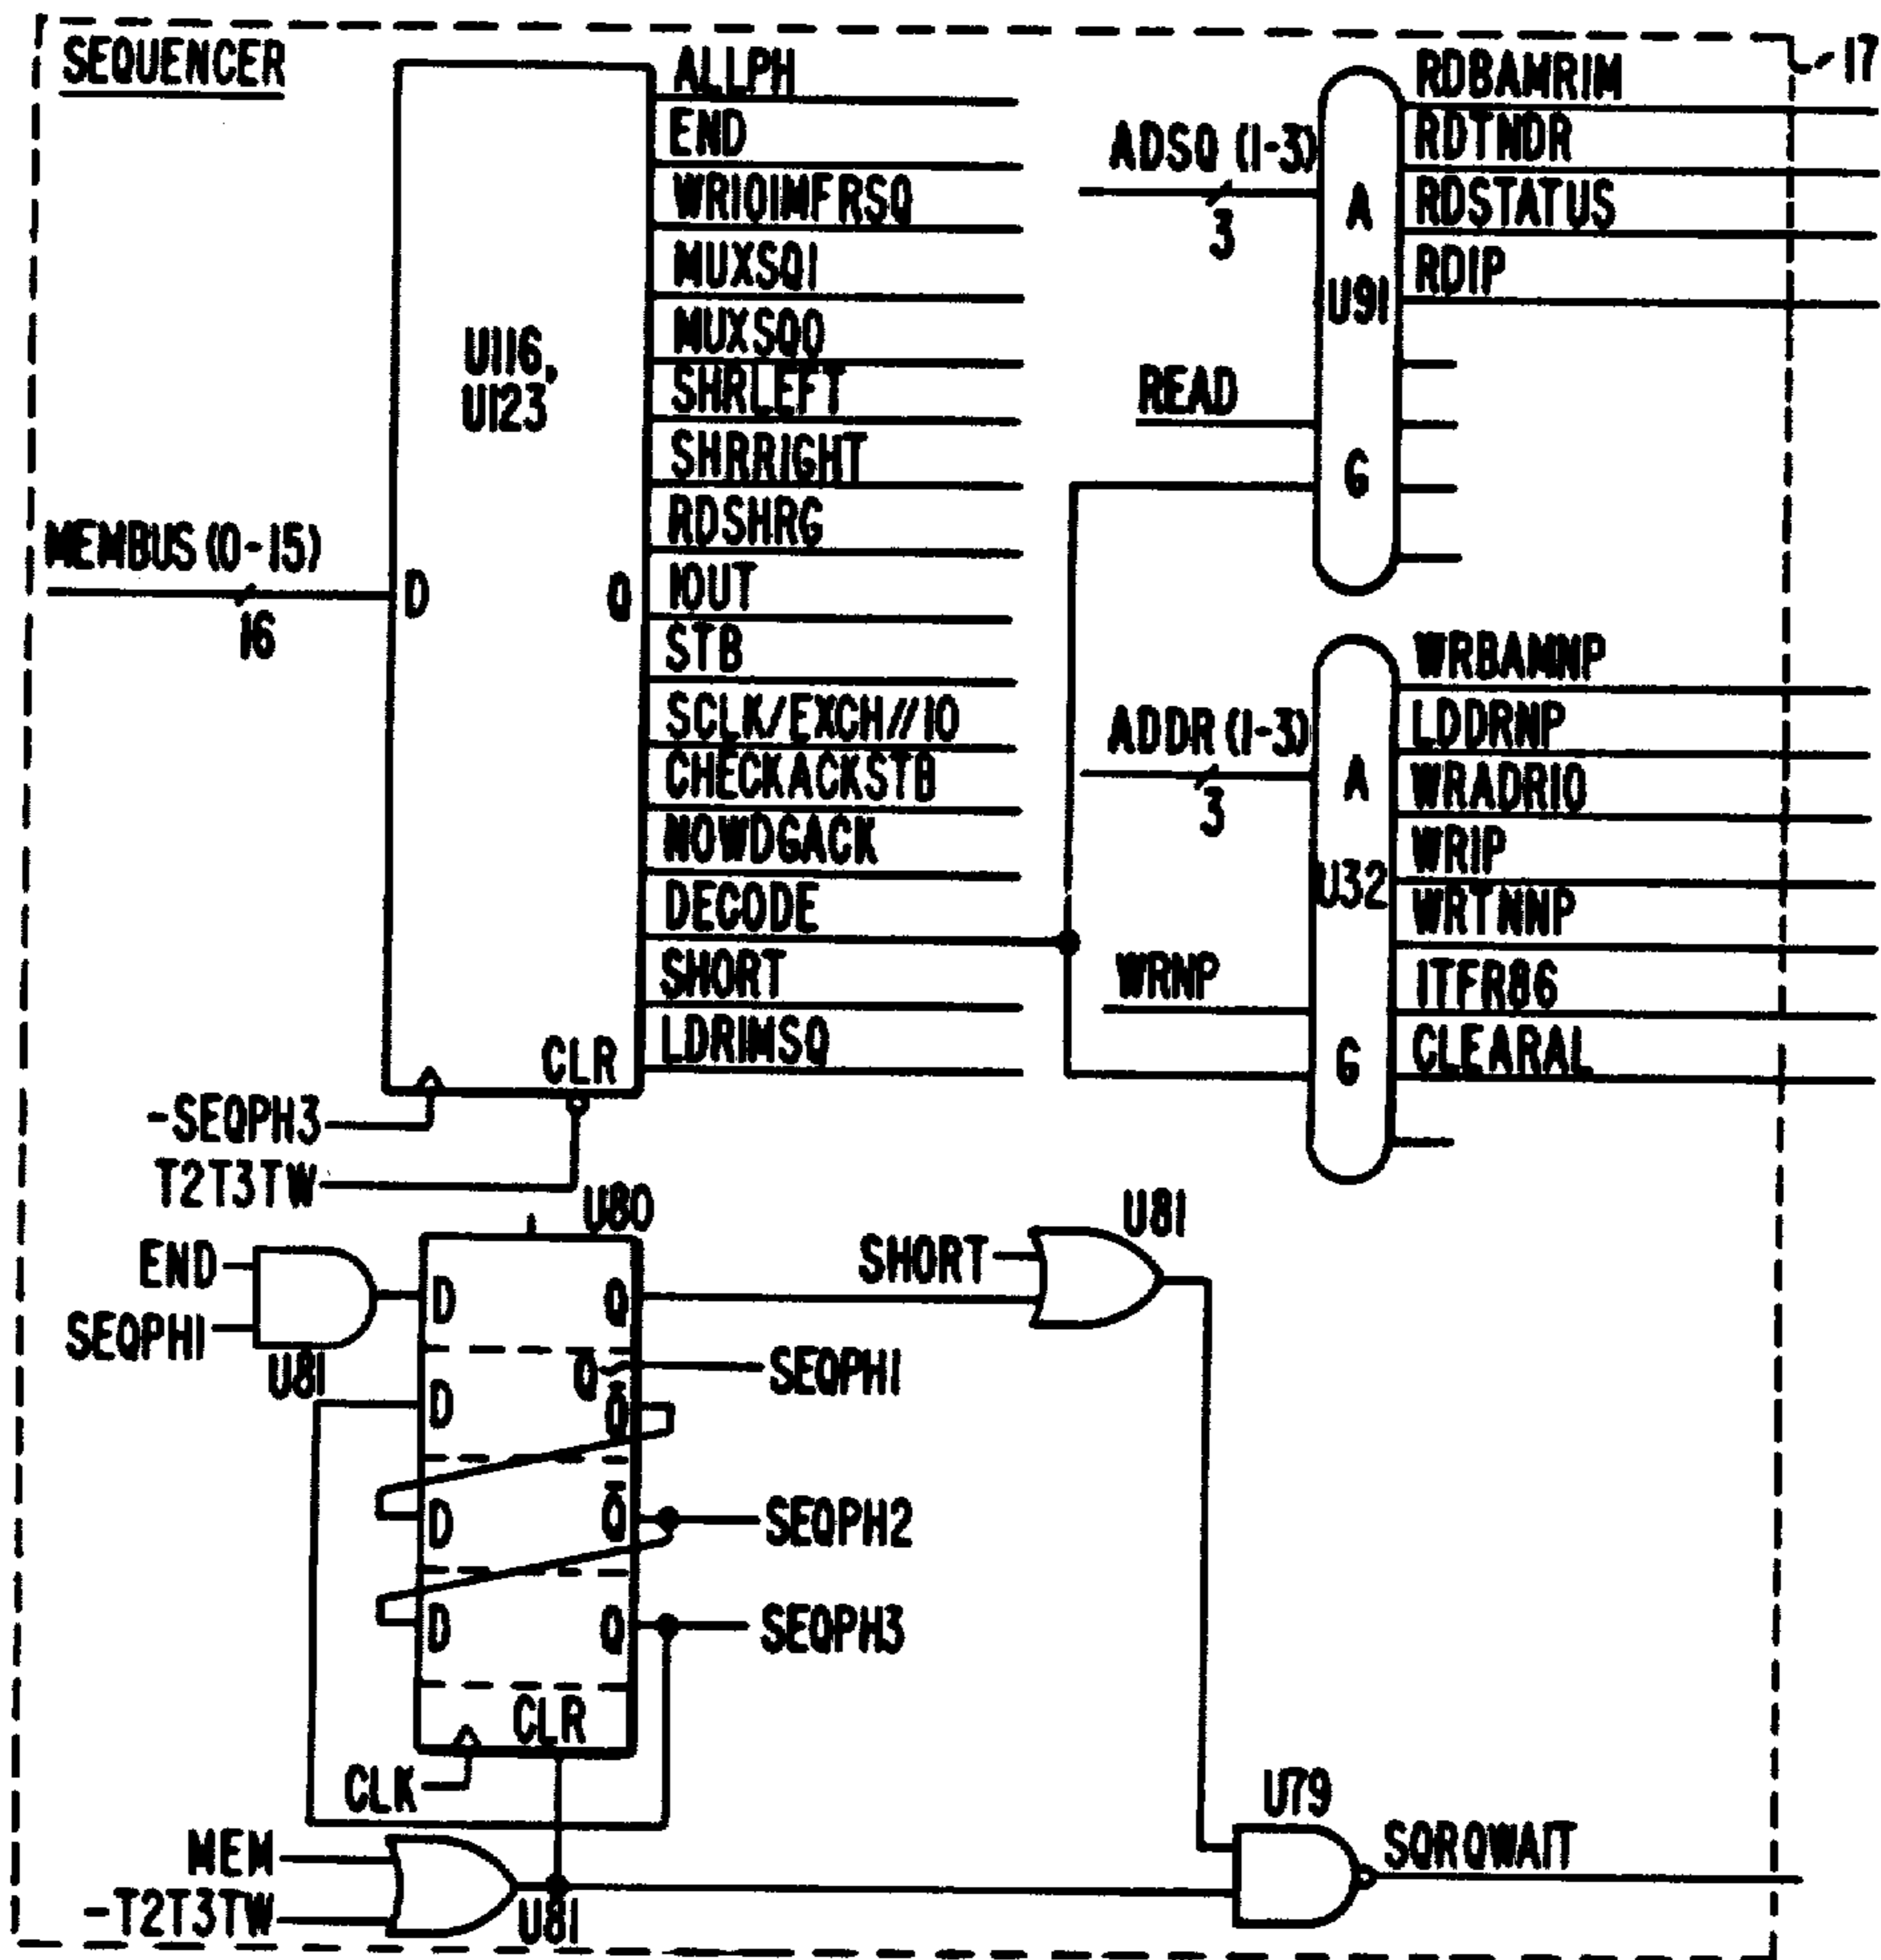 SEQUENCER
17
ALLPH
END
WRIOIMFRSQ
MUXSQ1
MUXSQ0
SHRLEFT
SHRRIGHT
RDSHRG
IOUT
STB
SCLK/EXCH//IO
CHECKACKSTB
NOWDGACK
DECODE
SHORT
LDRIMSQ
U116,
U123
MEMBUS (0-15)
16
D
Q
CLR
-SEQPH3
T2T3TW
ADSQ (1-3)
3
READ
A
U91
G
RDBAMRIM
RDTNDR
RDSTATUS
RDIP
ADDR (1-3)
3
WRNP
A
U32
G
WRBAMNP
LDDRNP
WRADRIO
WRIP
WRTNNP
ITFR86
CLEARAL
U80
END
SEQPH1
U81
D
Q
Q
SEQPH1
D
Q̄
D
Q̄
SEQPH2
D
Q
SEQPH3
CLR
CLK
SHORT
U81
MEM
-T2T3TW
U81
U79
SQRQWAIT